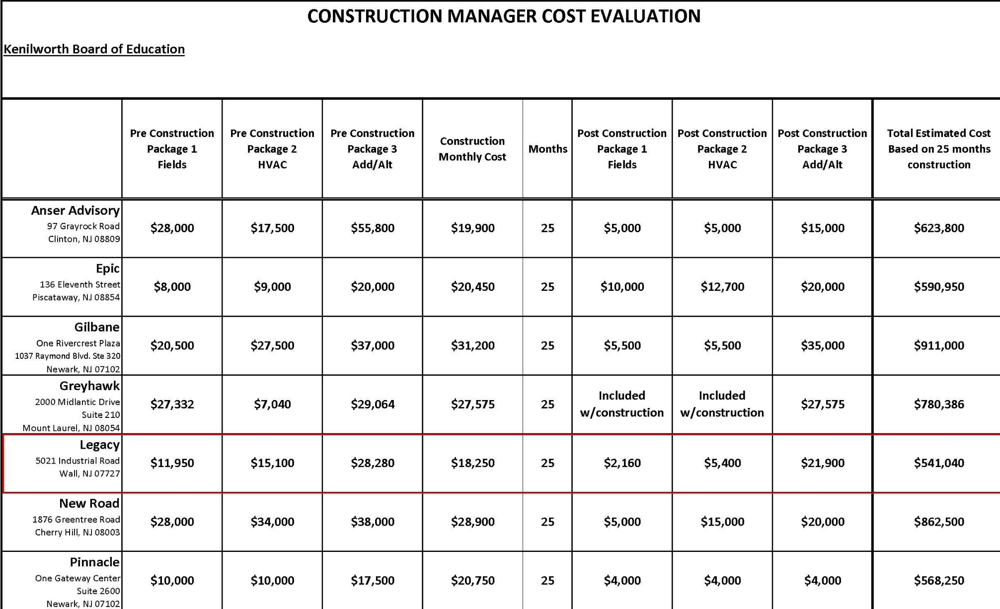 CONSTRUCTION MANAGER COST EVALUATION
Kenilworth Board of Education
Pre Construction
Package 1
Fields
Pre Construction
Package 2
HVAC
Pre Construction
Package 3
Add/Alt
Construction
Monthly Cost
Months
Post Construction
Package 1
Fields
Post Construction
Package 2
HVAC
Post Construction
Package 3
Add/Alt
Total Estimated Cost
Based on 25 months
construction
Anser Advisory
97 Grayrock Road
Clinton, NJ 08809
$28,000 $17,500 $55,800 $19,900 25 $5,000 $5,000 $15,000 $623,800
Epic
136 Eleventh Street
Piscataway, NJ 08854
$8,000 $9,000 $20,000 $20,450 25 $10,000 $12,700 $20,000 $590,950
Gilbane
One Rivercrest Plaza
1037 Raymond Blvd. Ste 320
Newark, NJ 07102
$20,500 $27,500 $37,000 $31,200 25 $5,500 $5,500 $35,000 $911,000
Greyhawk
2000 Midlantic Drive
Suite 210
Mount Laurel, NJ 08054
$27,332 $7,040 $29,064 $27,575 25
Included
w/construction
Included
w/construction
$27,575 $780,386
Legacy
5021 Industrial Road
Wall, NJ 07727
$11,950 $15,100 $28,280 $18,250 25 $2,160 $5,400 $21,900 $541,040
New Road
1876 Greentree Road
Cherry Hill, NJ 08003
$28,000 $34,000 $38,000 $28,900 25 $5,000 $15,000 $20,000 $862,500
Pinnacle
One Gateway Center
Suite 2600
Newark, NJ 07102
$10,000 $10,000 $17,500 $20,750 25 $4,000 $4,000 $4,000 $568,250